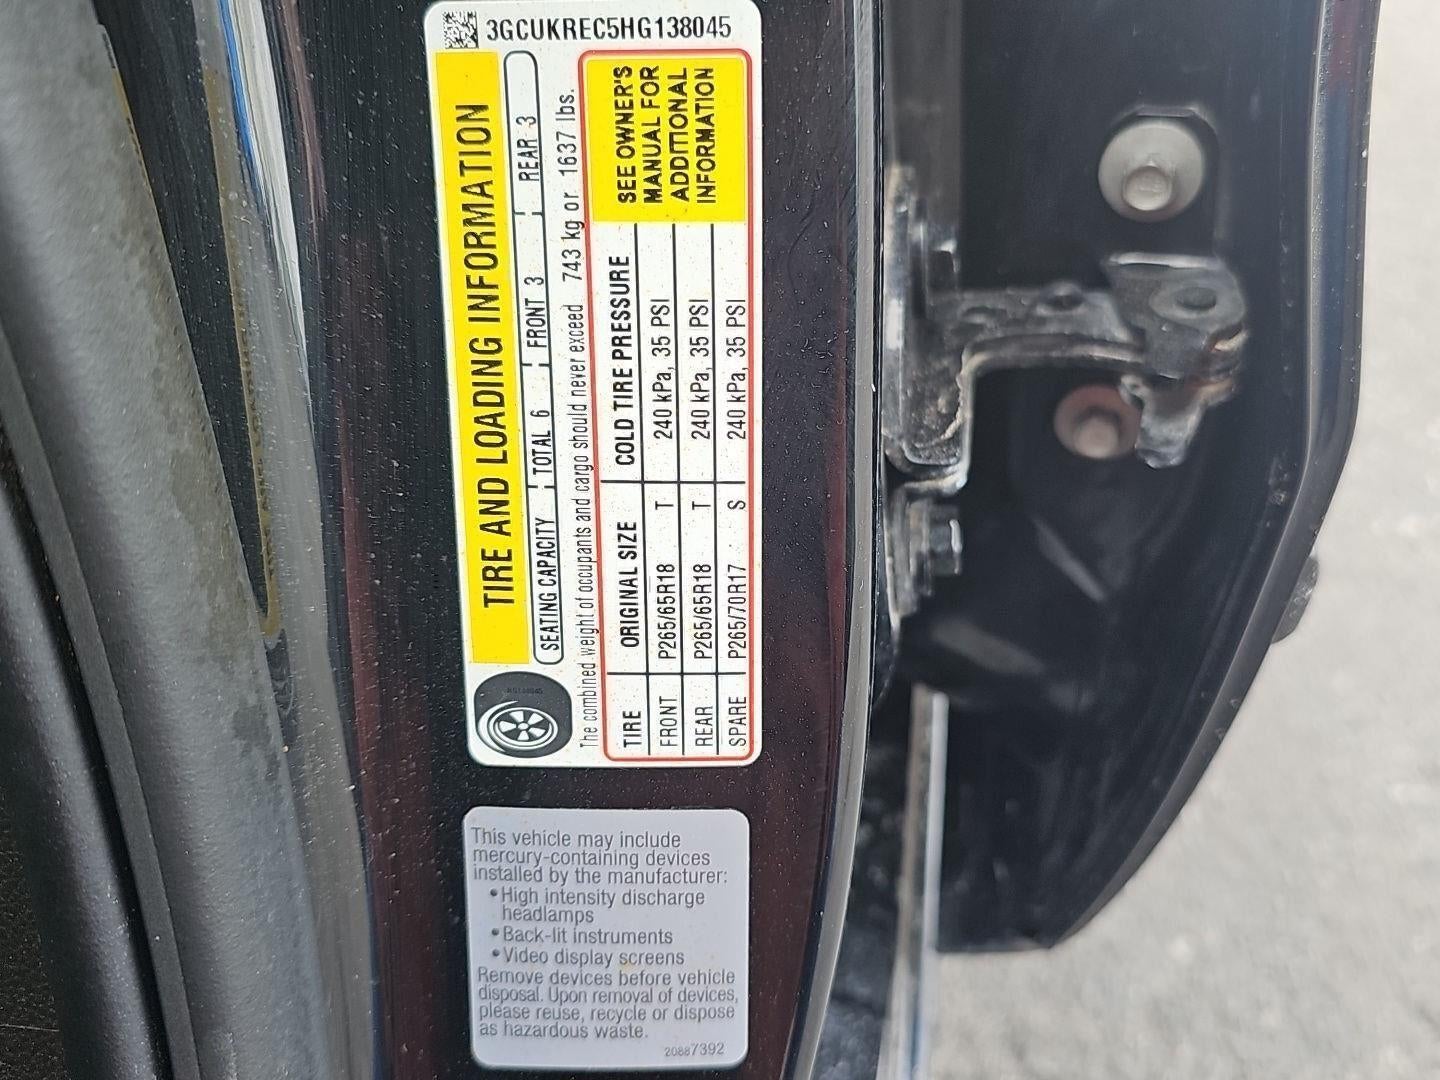 3GCUKREC5HG138045
TIRE AND LOADING INFORMATION
SEATING CAPACITY TOTAL 6 FRONT 3 REAR 3
The combined weight of occupants and cargo should never exceed 743 kg or 1637 lbs.
TIRE ORIGINAL SIZE COLD TIRE PRESSURE
FRONT P265/65R18 T 240 kPa, 35 PSI
REAR P265/65R18 T 240 kPa, 35 PSI
SPARE P265/70R17 S 240 kPa, 35 PSI
SEE OWNER'S
MANUAL FOR
ADDITIONAL
INFORMATION
This vehicle may include
mercury-containing devices
installed by the manufacturer:
•High intensity discharge
headlamps
•Back-lit instruments
•Video display screens
Remove devices before vehicle
disposal. Upon removal of devices,
please reuse, recycle or dispose
as hazardous waste.
20887392